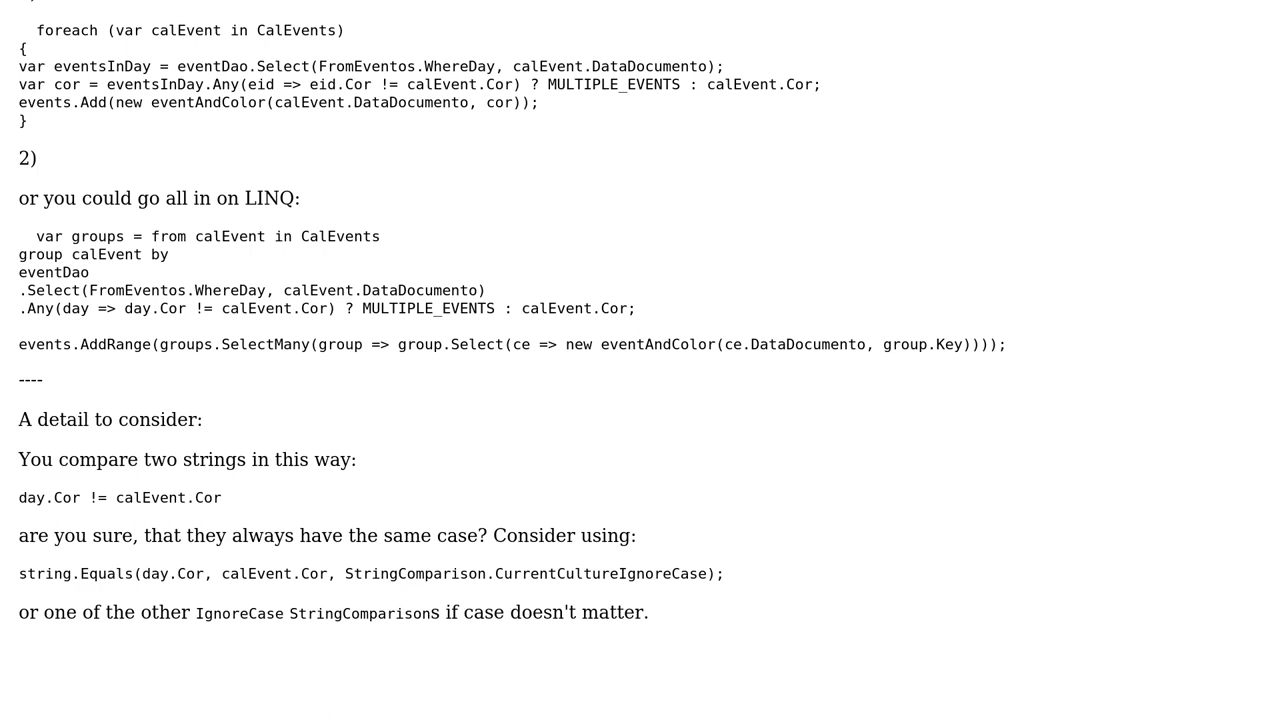 foreach (var calEvent in CalEvents)
{
var eventsInDay = eventDao.Select(FromEventos.WhereDay, calEvent.DataDocumento);
var cor = eventsInDay.Any(eid => eid.Cor != calEvent.Cor) ? MULTIPLE_EVENTS : calEvent.Cor;
events.Add(new eventAndColor(calEvent.DataDocumento, cor));
}
2)
or you could go all in on LINQ:
var groups = from calEvent in CalEvents
group calEvent by
eventDao
.Select(FromEventos.WhereDay, calEvent.DataDocumento)
.Any(day => day.Cor != calEvent.Cor) ? MULTIPLE_EVENTS : calEvent.Cor;
events.AddRange(groups.SelectMany(group => group.Select(ce => new eventAndColor(ce.DataDocumento, group.Key))));
----
A detail to consider:
You compare two strings in this way:
day.Cor != calEvent.Cor
are you sure, that they always have the same case? Consider using:
string.Equals(day.Cor, calEvent.Cor, StringComparison.CurrentCultureIgnoreCase);
or one of the other IgnoreCase StringComparisons if case doesn't matter.